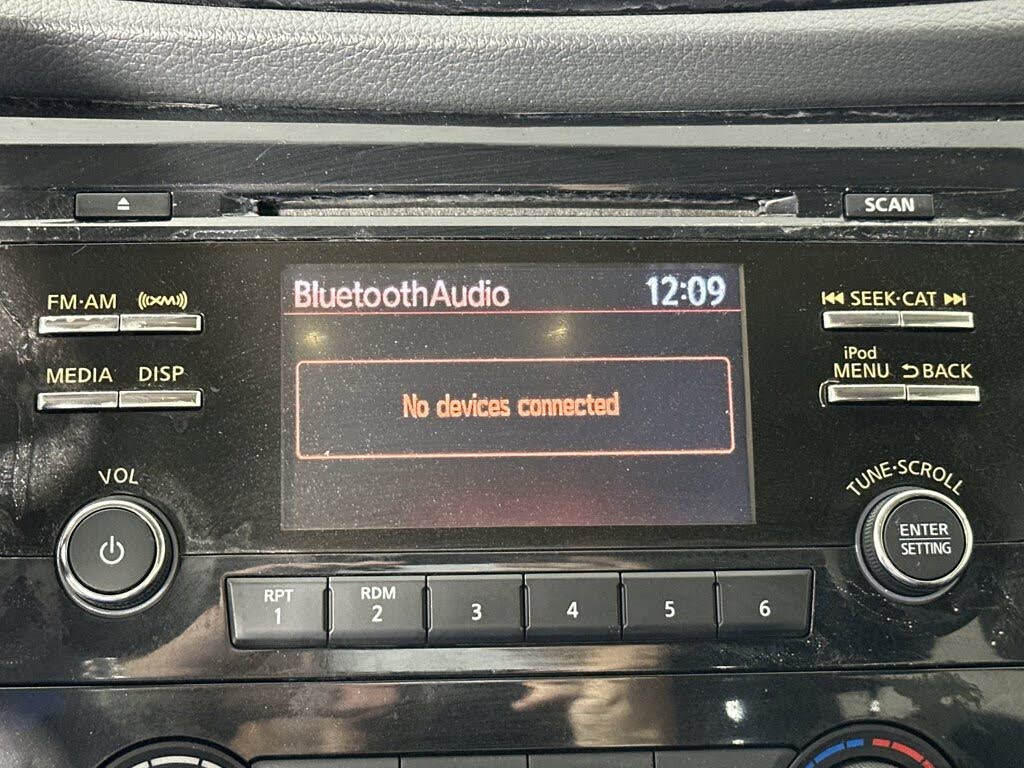 SCAN
FM·AM
XM
MEDIA
DISP
VOL
BluetoothAudio
12:09
No devices connected
SEEK·CAT
iPod
MENU
BACK
TUNE·SCROLL
ENTER
SETTING
RPT
1
RDM
2
3
4
5
6